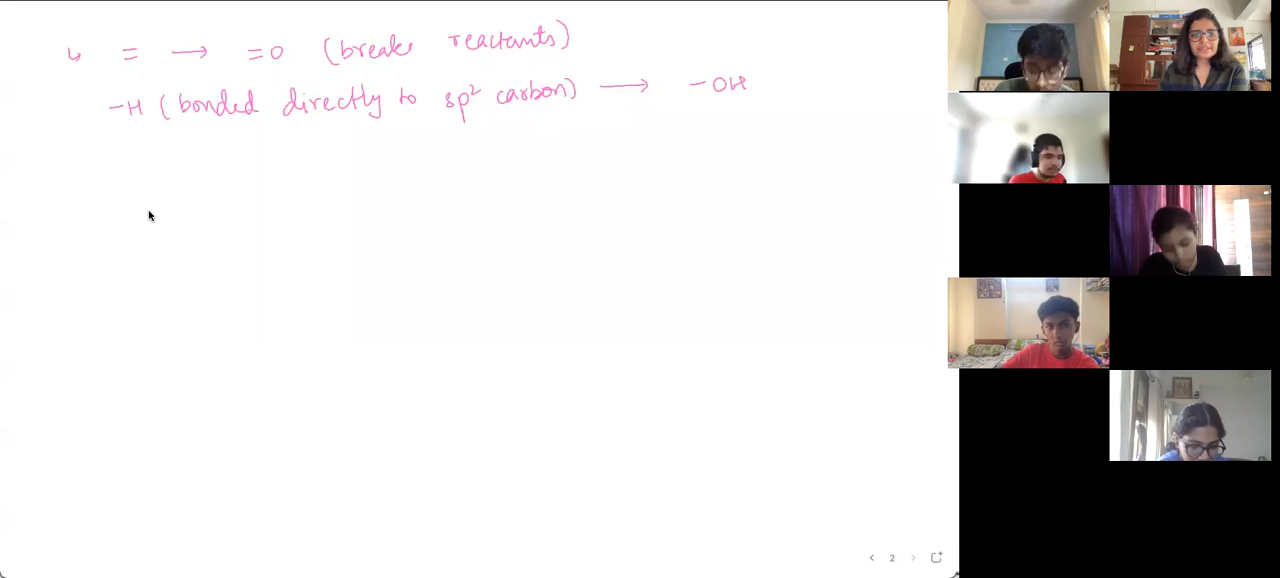 ↳ = → =O (break reactants)
-H (bonded directly to sp² carbon) → -OH
2